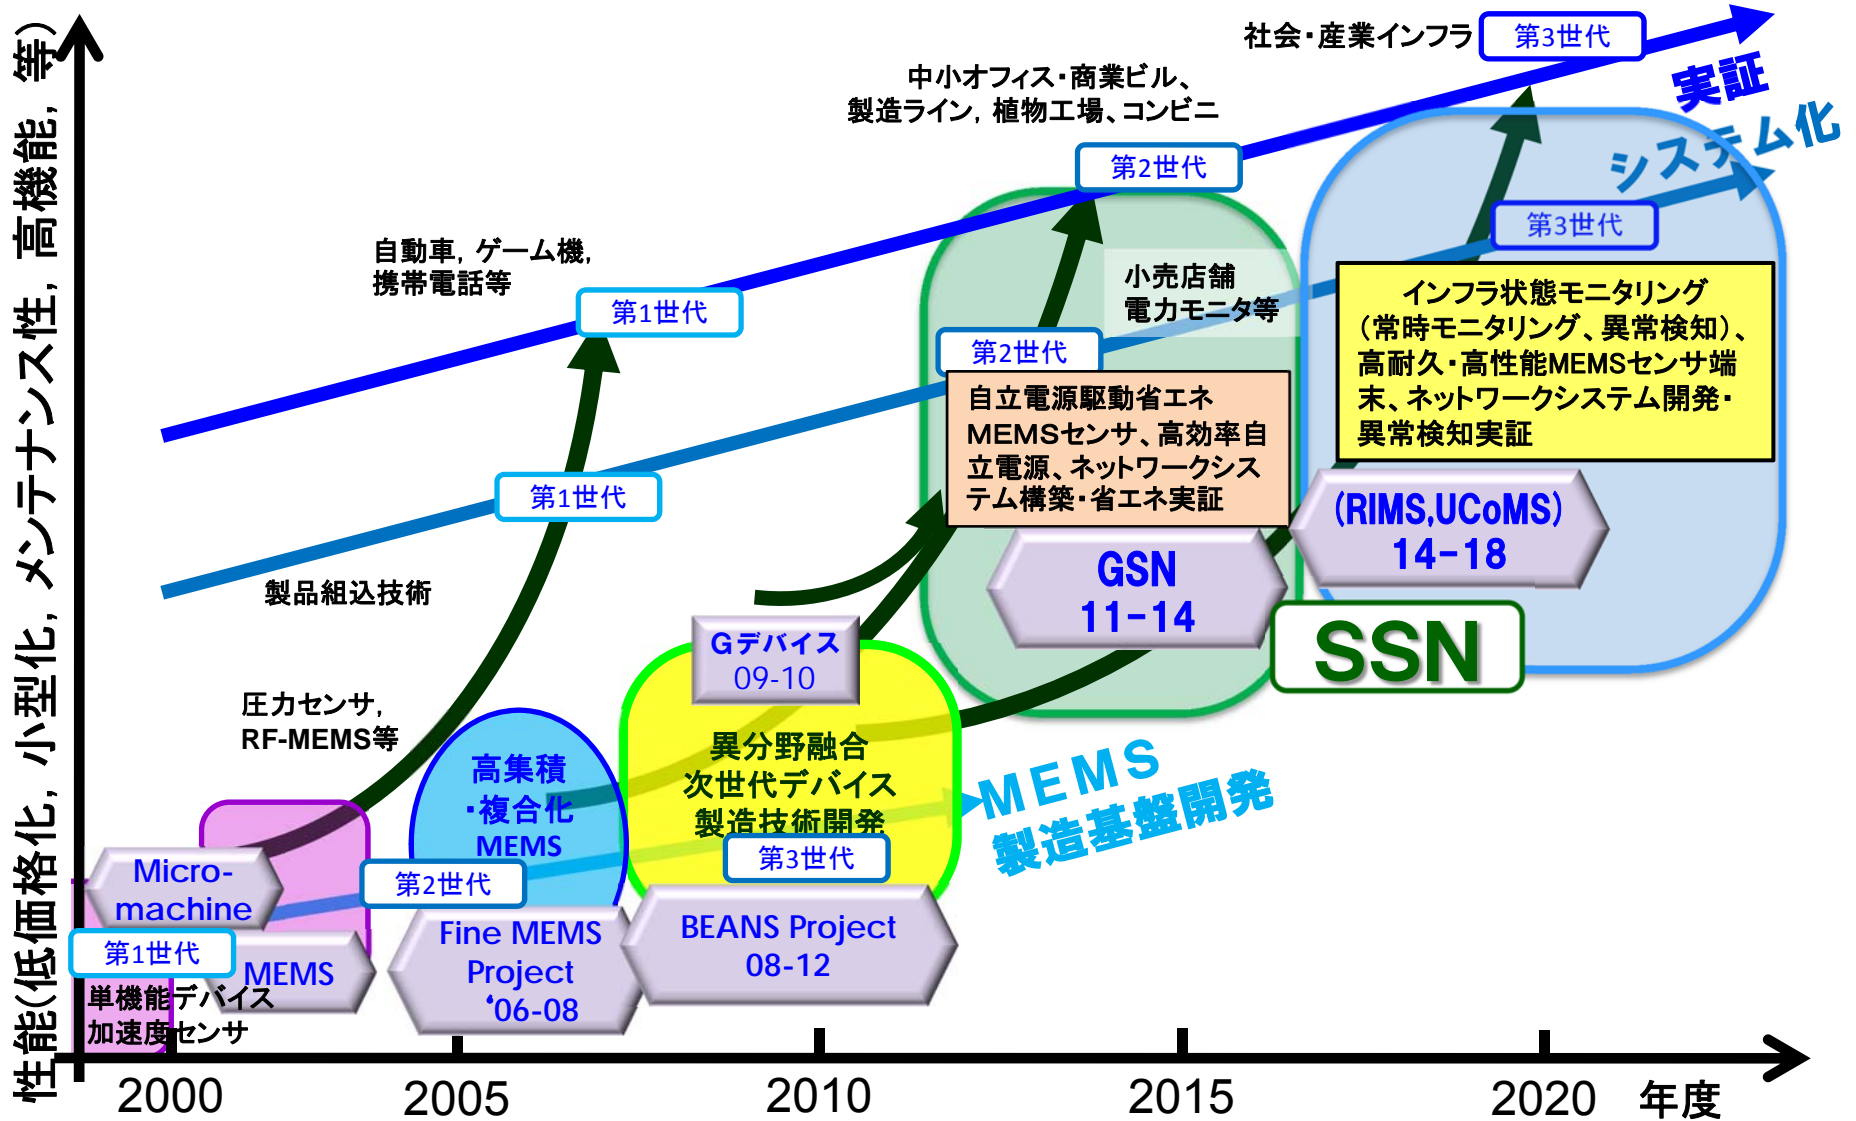 性能(低価格化, 小型化, メンテナンス性, 高機能, 等)
社会・産業インフラ
第3世代
実証
中小オフィス・商業ビル、
製造ライン, 植物工場、コンビニ
第2世代
システム化
第3世代
自動車, ゲーム機,
携帯電話等
第1世代
小売店舗
電力モニタ等
第2世代
インフラ状態モニタリング
(常時モニタリング、異常検知)、
高耐久・高性能MEMSセンサ端
末、ネットワークシステム開発・
異常検知実証
自立電源駆動省エネ
MEMSセンサ、高効率自
立電源、ネットワークシス
テム構築・省エネ実証
第1世代
製品組込技術
(RIMS,UCoMS)
14-18
GSN
11-14
SSN
Gデバイス
09-10
圧力センサ,
RF-MEMS等
高集積
・複合化
MEMS
異分野融合
次世代デバイス
製造技術開発
第3世代
MEMS
製造基盤開発
Micro-
machine
第2世代
第1世代
MEMS
Fine MEMS
Project
‘06-08
BEANS Project
08-12
単機能デバイス
加速度センサ
2000
2005
2010
2015
2020
年度